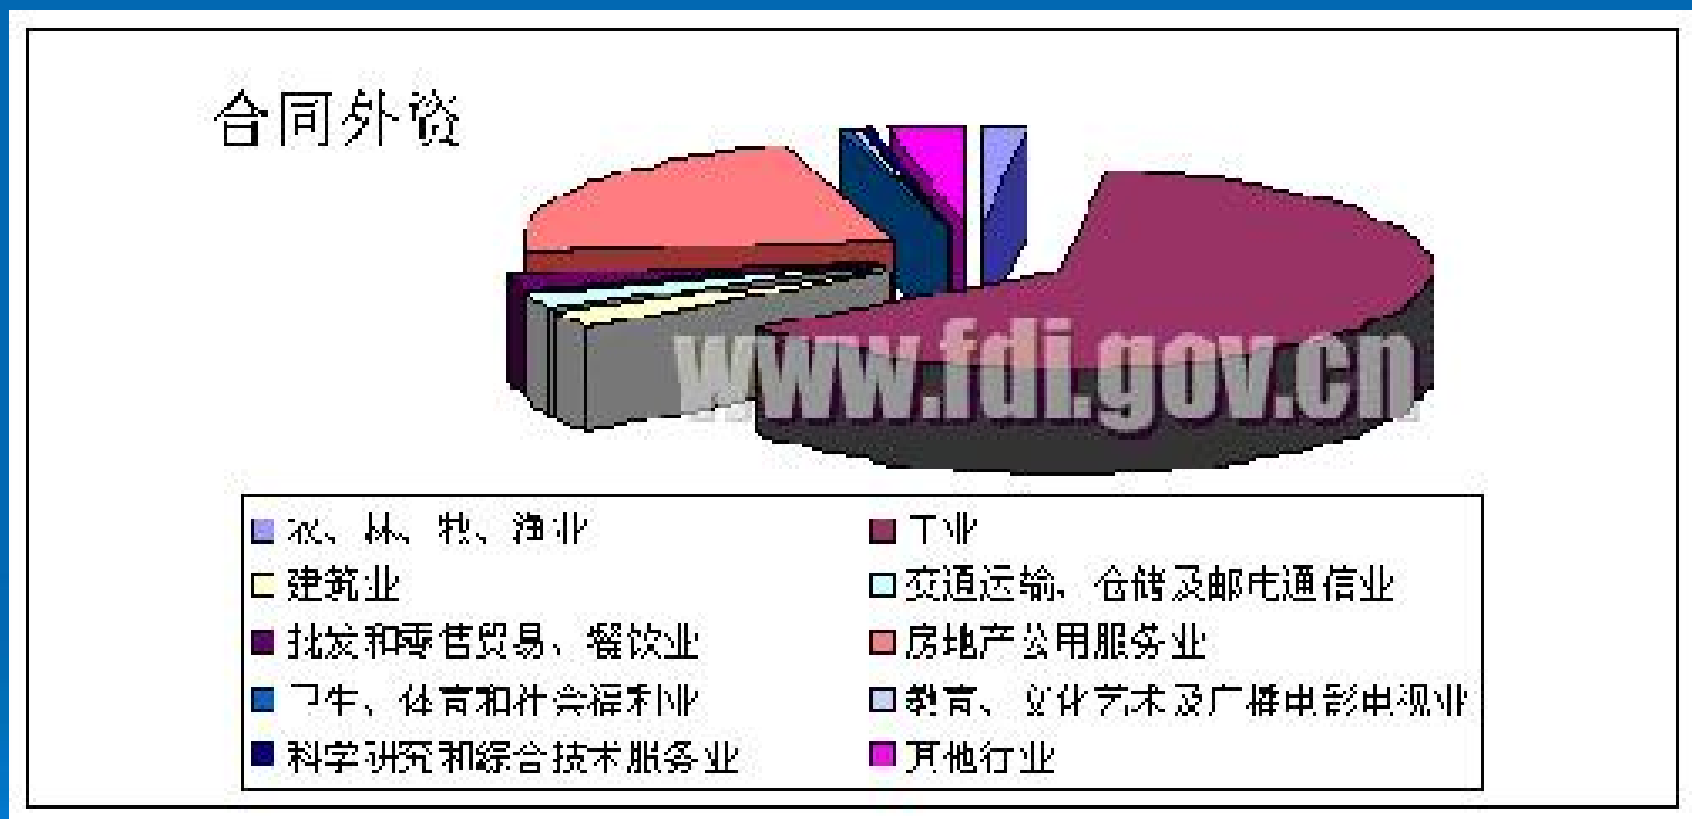 合同外资
www.fdi.gov.cn
农、林、牧、渔业
工业
建筑业
交通运输、仓储及邮电通信业
批发和零售贸易、餐饮业
房地产公用服务业
卫生、体育和社会福利业
教育、文化艺术及广播电影电视业
科学研究和综合技术服务业
其他行业